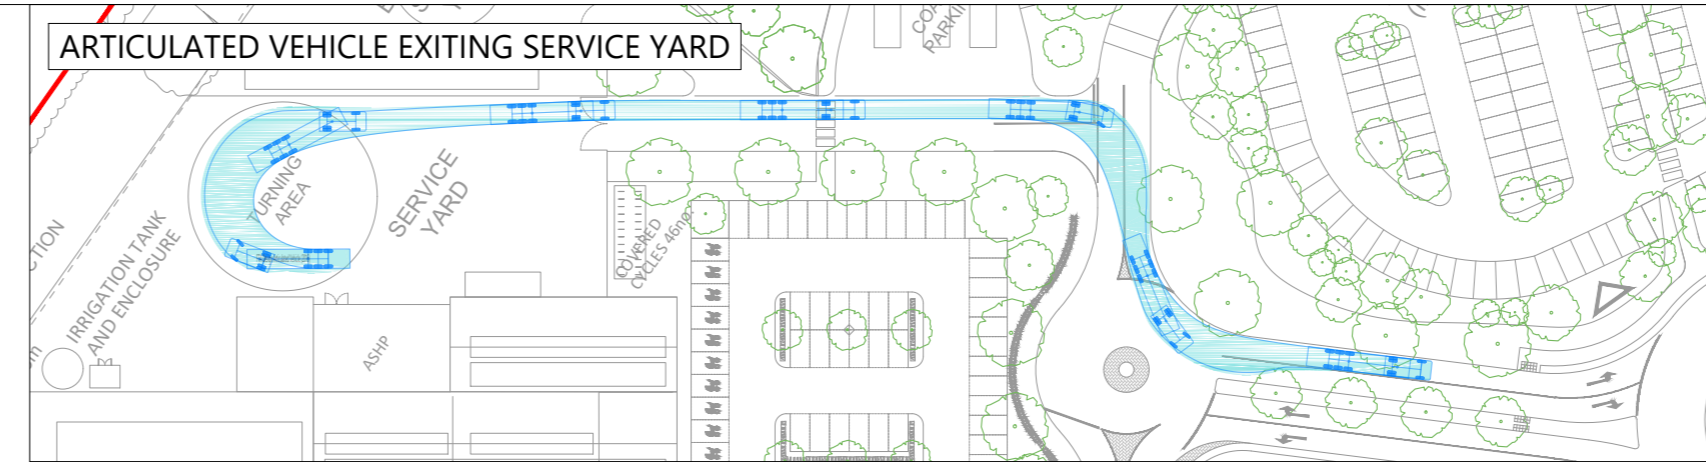 ARTICULATED VEHICLE EXITING SERVICE YARD
TURNING
AREA
SERVICE
YARD
IRRIGATION TANK
AND ENCLOSURE
COVERED
CYCLES 46no.
ASHP